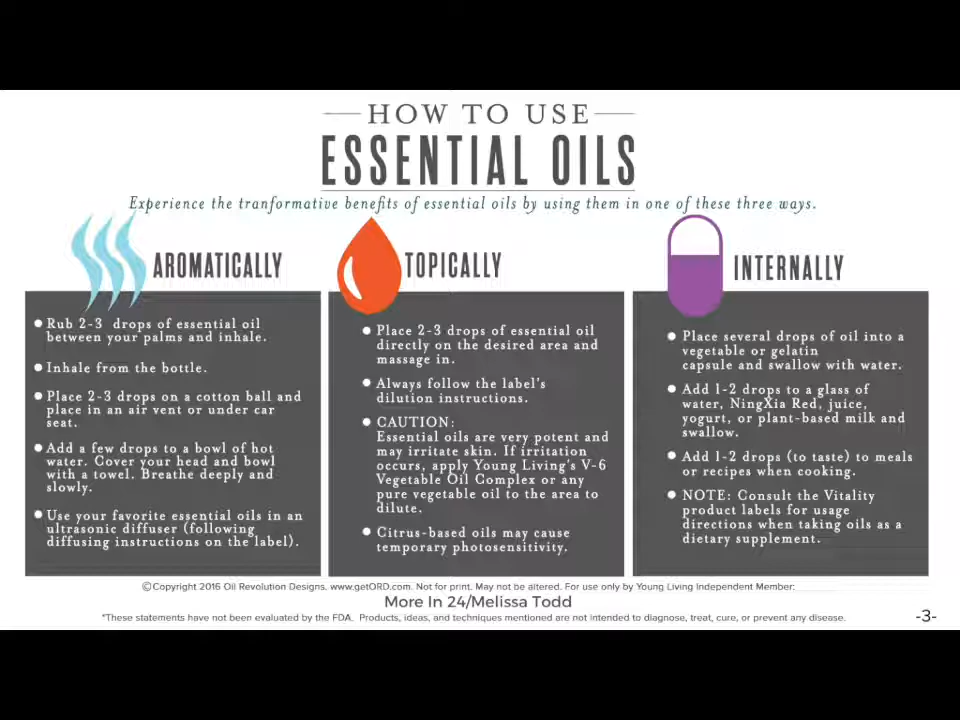 HOW TO USE
ESSENTIAL OILS
Experience the tranformative benefits of essential oils by using them in one of these three ways.
AROMATICALLY
• Rub 2-3 drops of essential oil
between your palms and inhale.
• Inhale from the bottle.
• Place 2-3 drops on a cotton ball and
place in an air vent or under car
seat.
• Add a few drops to a bowl of hot
water. Cover your head and bowl
with a towel. Breathe deeply and
slowly.
• Use your favorite essential oils in an
ultrasonic diffuser (following
diffusing instructions on the label).
TOPICALLY
• Place 2-3 drops of essential oil
directly on the desired area and
massage in.
• Always follow the label's
dilution instructions.
• CAUTION:
Essential oils are very potent and
may irritate skin. If irritation
occurs, apply Young Living's V-6
Vegetable Oil Complex or any
pure vegetable oil to the area to
dilute.
• Citrus-based oils may cause
temporary photosensitivity.
INTERNALLY
• Place several drops of oil into a
vegetable or gelatin
capsule and swallow with water.
• Add 1-2 drops to a glass of
water, NingXia Red, juice,
yogurt, or plant-based milk and
swallow.
• Add 1-2 drops (to taste) to meals
or recipes when cooking.
• NOTE: Consult the Vitality
product labels for usage
directions when taking oils as a
dietary supplement.
©Copyright 2016 Oil Revolution Designs. www.getORD.com. Not for print. May not be altered. For use only by Young Living Independent Member:
More In 24/Melissa Todd
*These statements have not been evaluated by the FDA. Products, ideas, and techniques mentioned are not intended to diagnose, treat, cure, or prevent any disease.
-3-